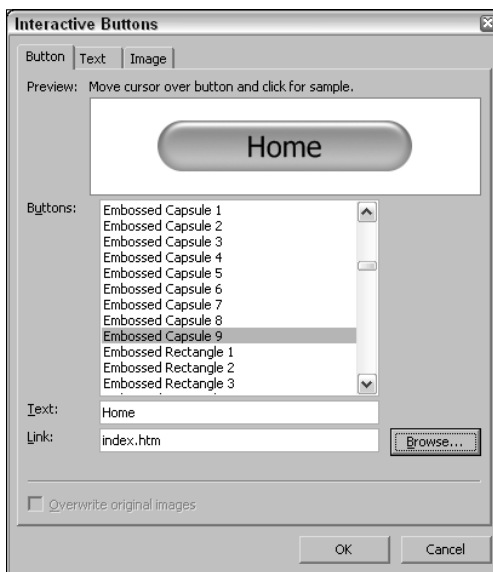 Interactive Buttons
Button Text Image
Preview: Move cursor over button and click for sample.
Home
Buttons: Embossed Capsule 1
Embossed Capsule 2
Embossed Capsule 3
Embossed Capsule 4
Embossed Capsule 5
Embossed Capsule 6
Embossed Capsule 7
Embossed Capsule 8
Embossed Capsule 9
Embossed Rectangle 1
Embossed Rectangle 2
Embossed Rectangle 3
Text: Home
Link: index.htm Browse...
Overwrite original images
OK Cancel